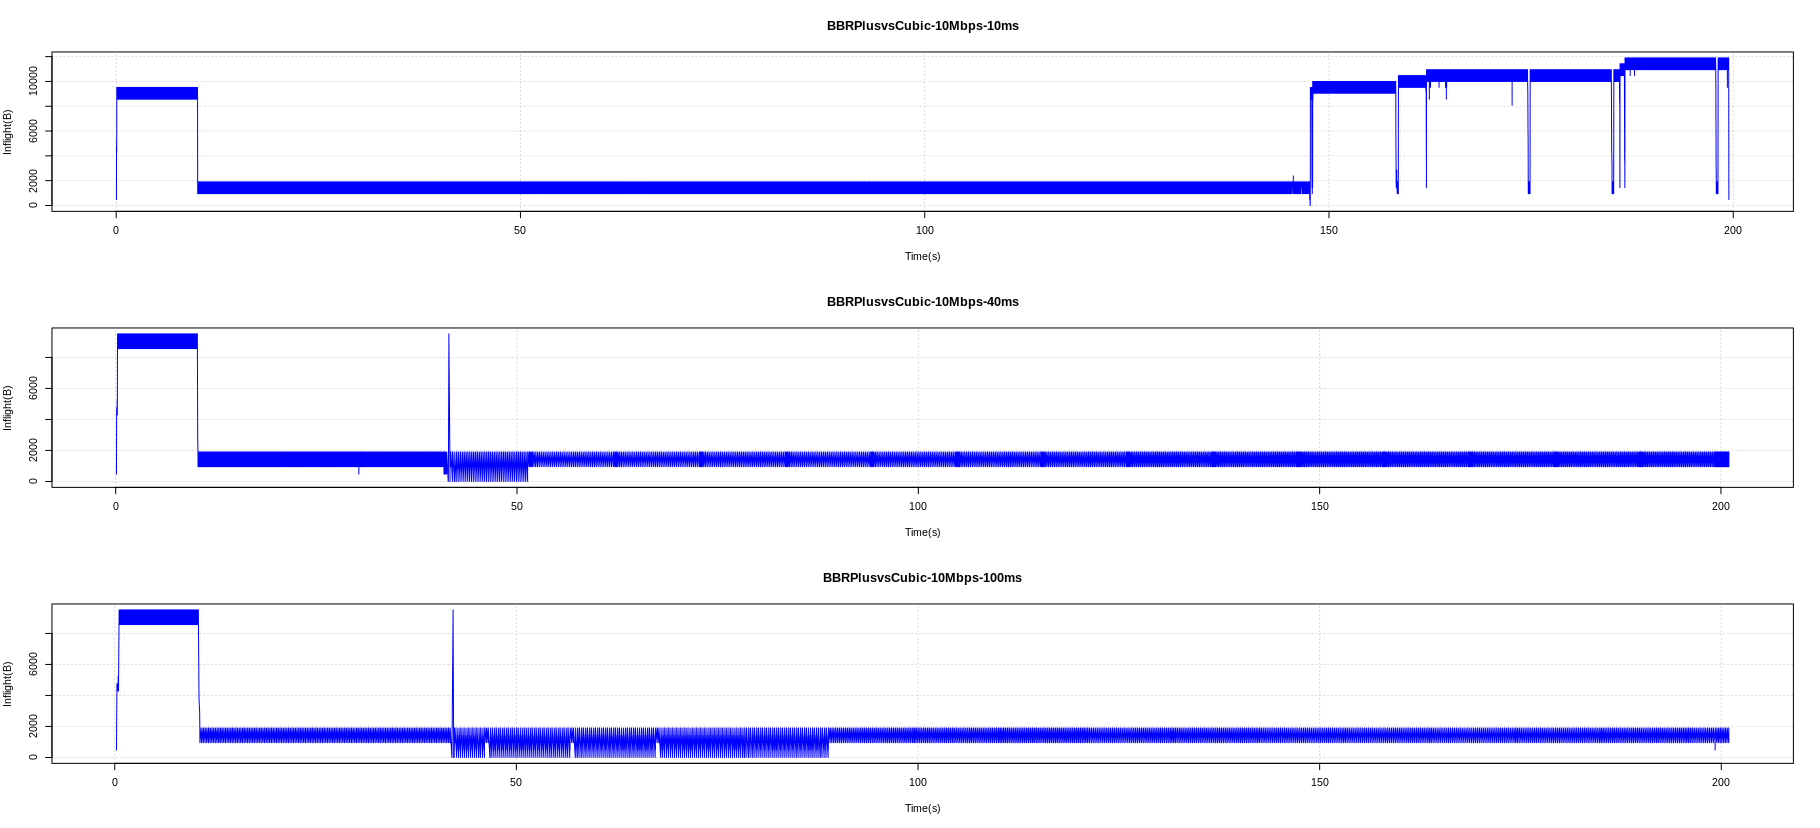 BBRPlusvsCubic-10Mbps-10ms
Inflight(B)
10000
6000
2000
0
0 50 100 150 200
Time(s)
BBRPlusvsCubic-10Mbps-40ms
Inflight(B)
6000
2000
0
0 50 100 150 200
Time(s)
BBRPlusvsCubic-10Mbps-100ms
Inflight(B)
6000
2000
0
0 50 100 150 200
Time(s)